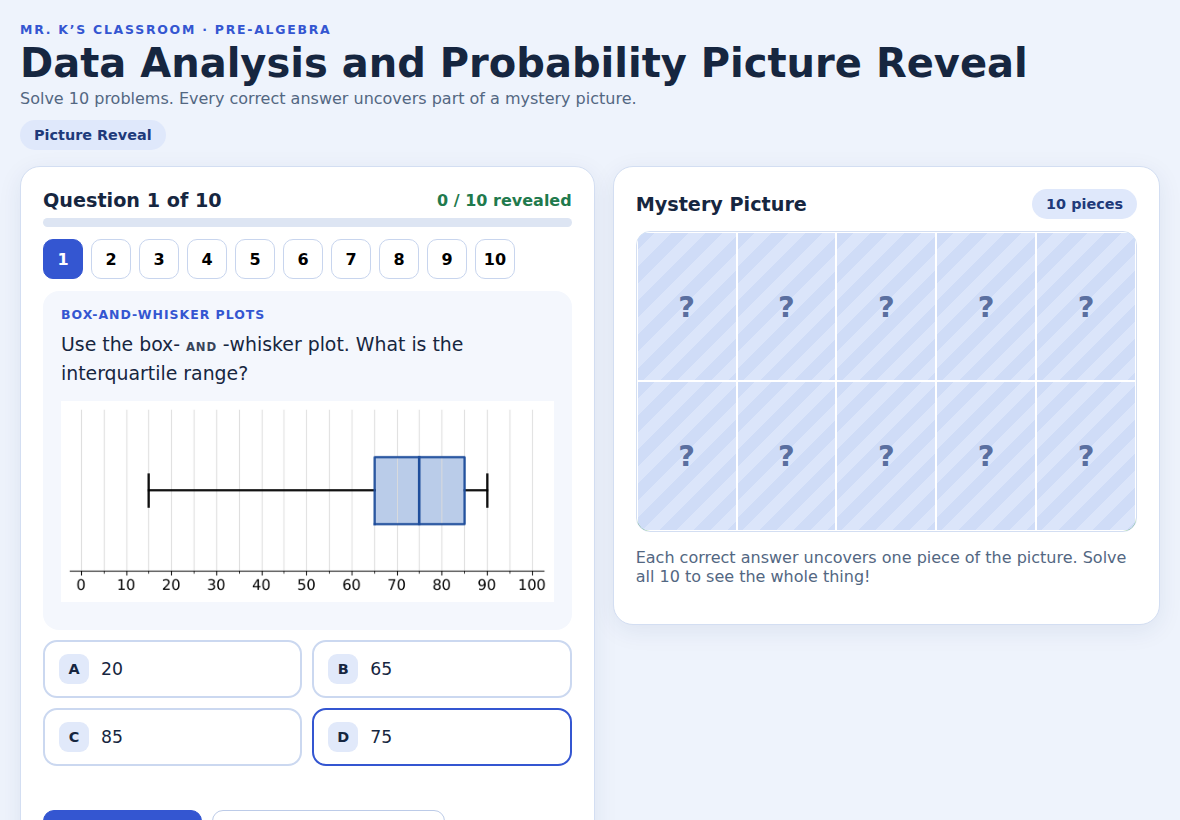 MR. K’S CLASSROOM · PRE-ALGEBRA
Data Analysis and Probability Picture Reveal
Solve 10 problems. Every correct answer uncovers part of a mystery picture.
Picture Reveal
Question 1 of 10
0 / 10 revealed
1 2 3 4 5 6 7 8 9 10
BOX-AND-WHISKER PLOTS
Use the box- AND -whisker plot. What is the
interquartile range?
0 10 20 30 40 50 60 70 80 90 100
A 20
B 65
C 85
D 75
Mystery Picture
10 pieces
? ? ? ? ?
? ? ? ? ?
Each correct answer uncovers one piece of the picture. Solve
all 10 to see the whole thing!